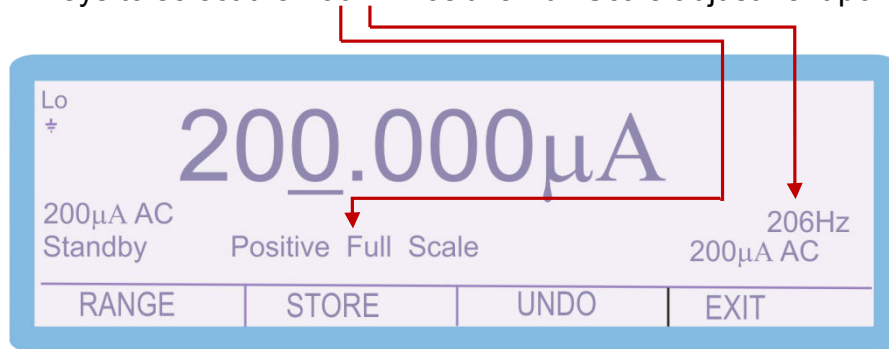 Lo
200.000μA
200μA AC
206Hz
Standby Positive Full Scale 200μA AC
RANGE STORE UNDO EXIT